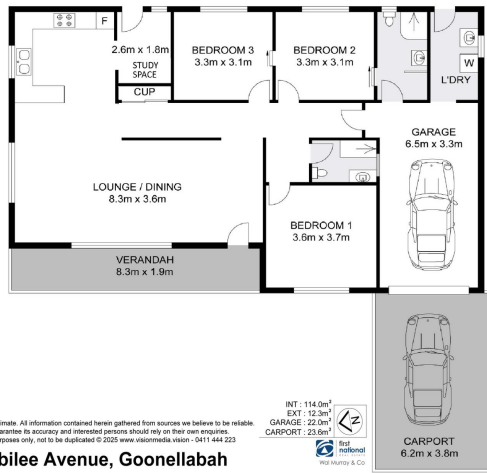 F
2.6m x 1.8m
STUDY
SPACE
CUP
BEDROOM 3
3.3m x 3.1m
BEDROOM 2
3.3m x 3.1m
W
L'DRY
GARAGE
6.5m x 3.3m
LOUNGE / DINING
8.3m x 3.6m
BEDROOM 1
3.6m x 3.7m
VERANDAH
8.3m x 1.9m
CARPORT
6.2m x 3.8m
INT : 114.0m²
EXT : 12.3m²
GARAGE : 22.0m²
CARPORT : 23.6m²
N
first
national
Wal Murray & Co
imate. All information contained herein gathered from sources we believe to be reliable.
arantee its accuracy and interested persons should rely on their own enquiries.
rposes only, not to be duplicated © 2025 www.visionmedia.vision - 0411 444 223
bilee Avenue, Goonellabah